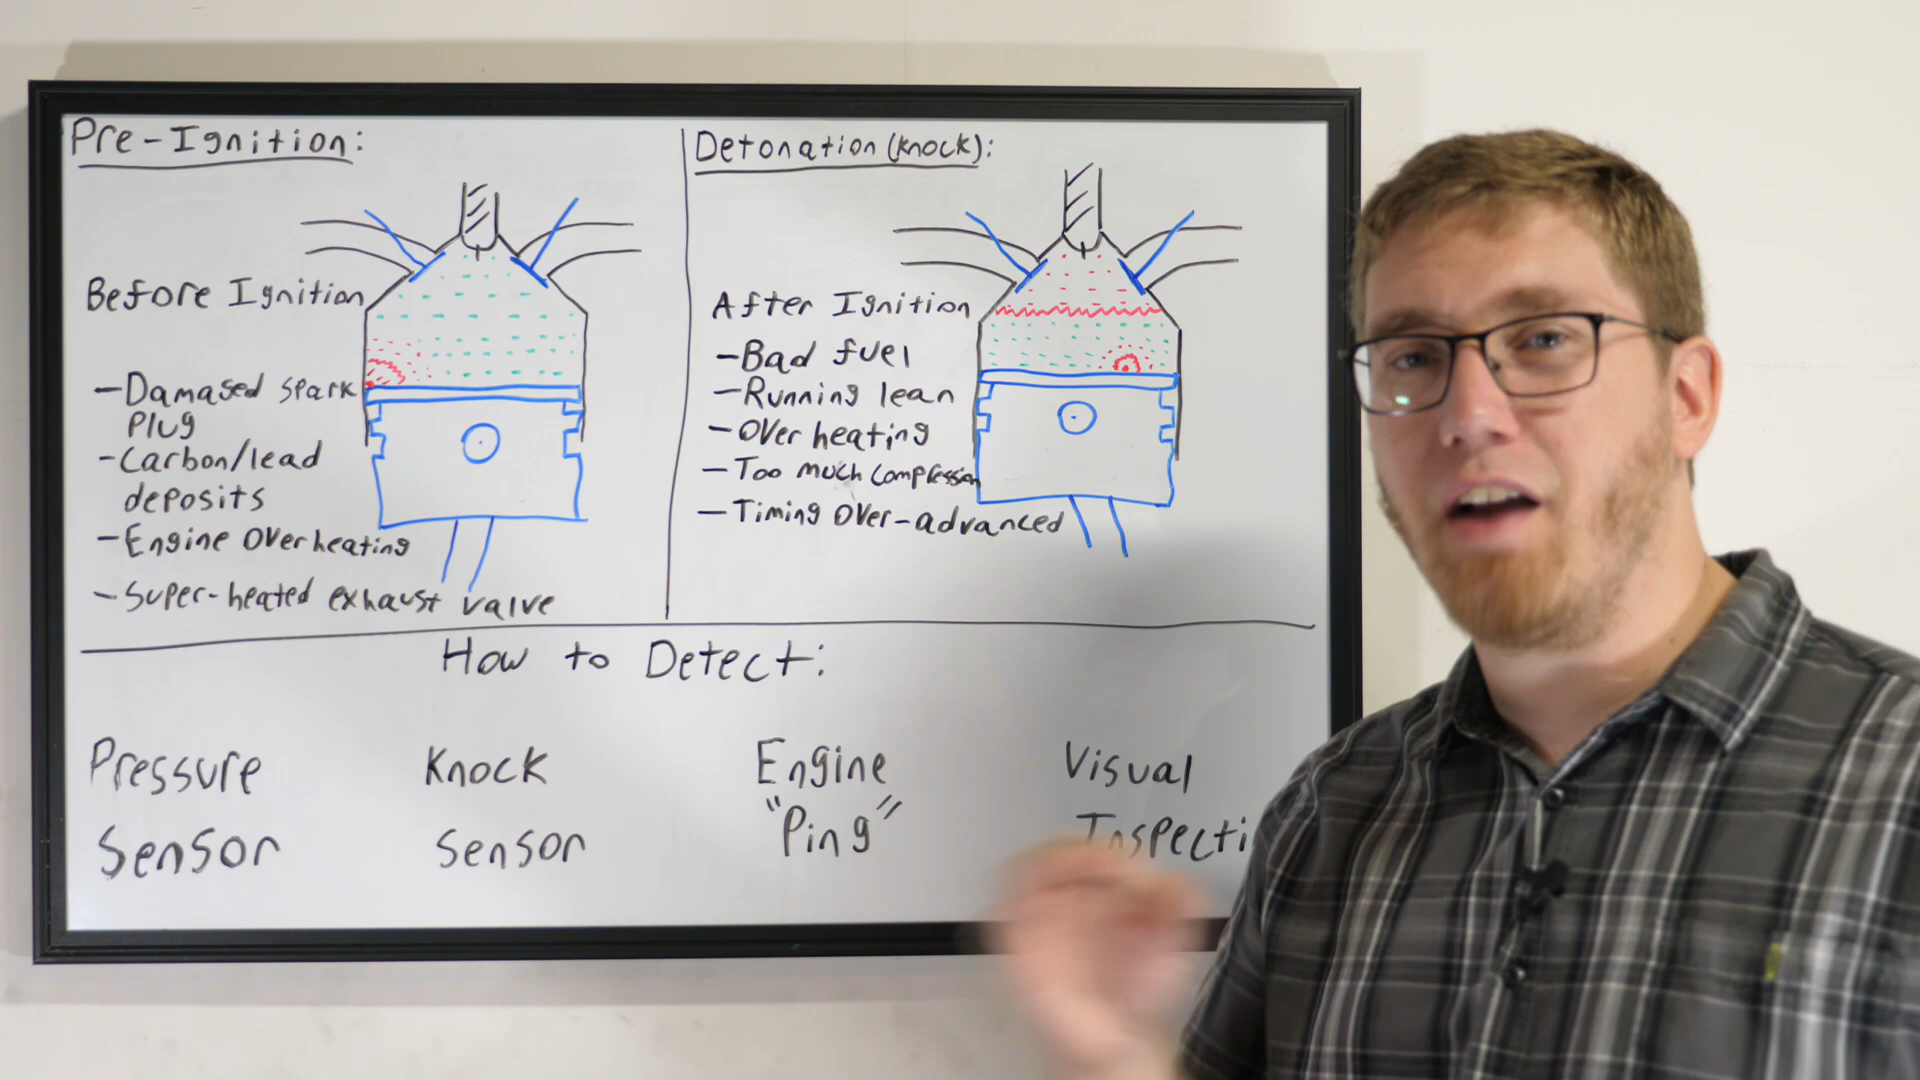 Pre-Ignition:
Before Ignition
-Damaged spark
plug
-Carbon/lead
deposits
-Engine Overheating
-Super-heated exhaust valve
Detonation (knock):
After Ignition
-Bad fuel
-Running lean
-Overheating
-Too much compression
-Timing over-advanced
How to Detect:
Pressure
Sensor
Knock
Sensor
Engine
"Ping"
Visual
Inspecti